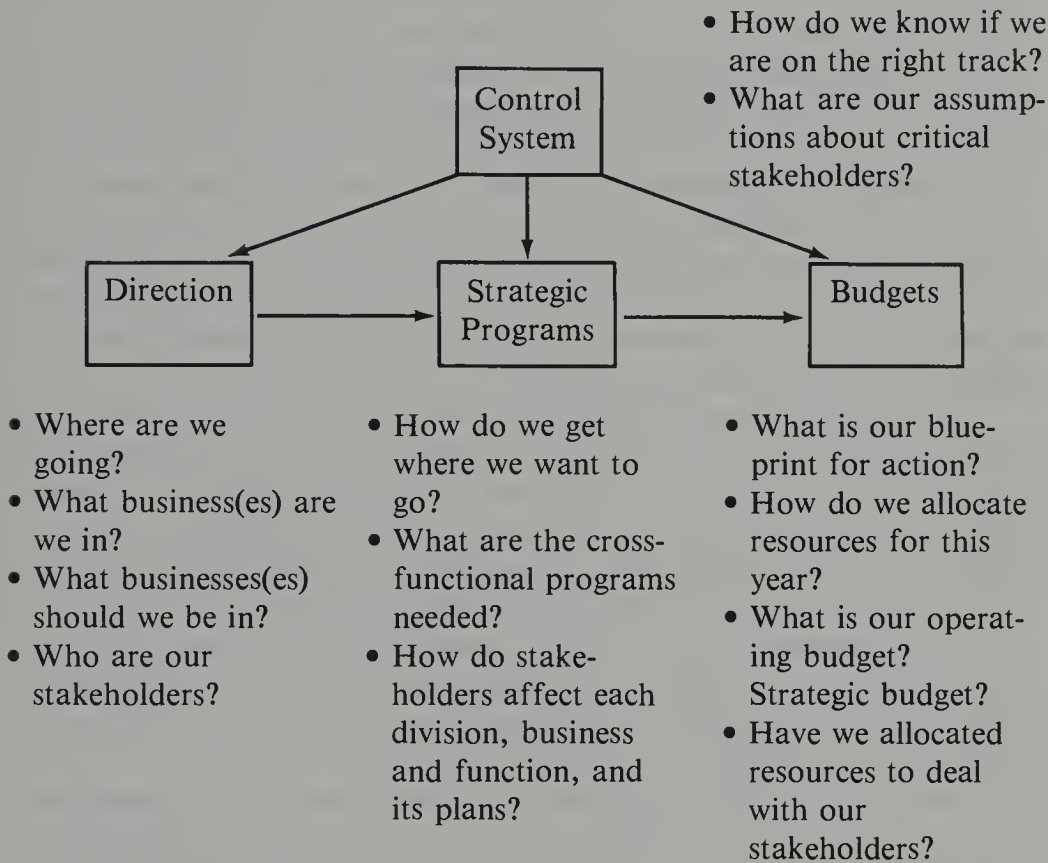 • How do we know if we
are on the right track?
• What are our assump-
tions about critical
stakeholders?
Control
System
Direction
Strategic
Programs
Budgets
• Where are we
going?
• What business(es) are
we in?
• What businesses(es)
should we be in?
• Who are our
stakeholders?
• How do we get
where we want to
go?
• What are the cross-
functional programs
needed?
• How do stake-
holders affect each
division, business
and function, and
its plans?
• What is our blue-
print for action?
• How do we allocate
resources for this
year?
• What is our operat-
ing budget?
Strategic budget?
• Have we allocated
resources to deal
with our
stakeholders?